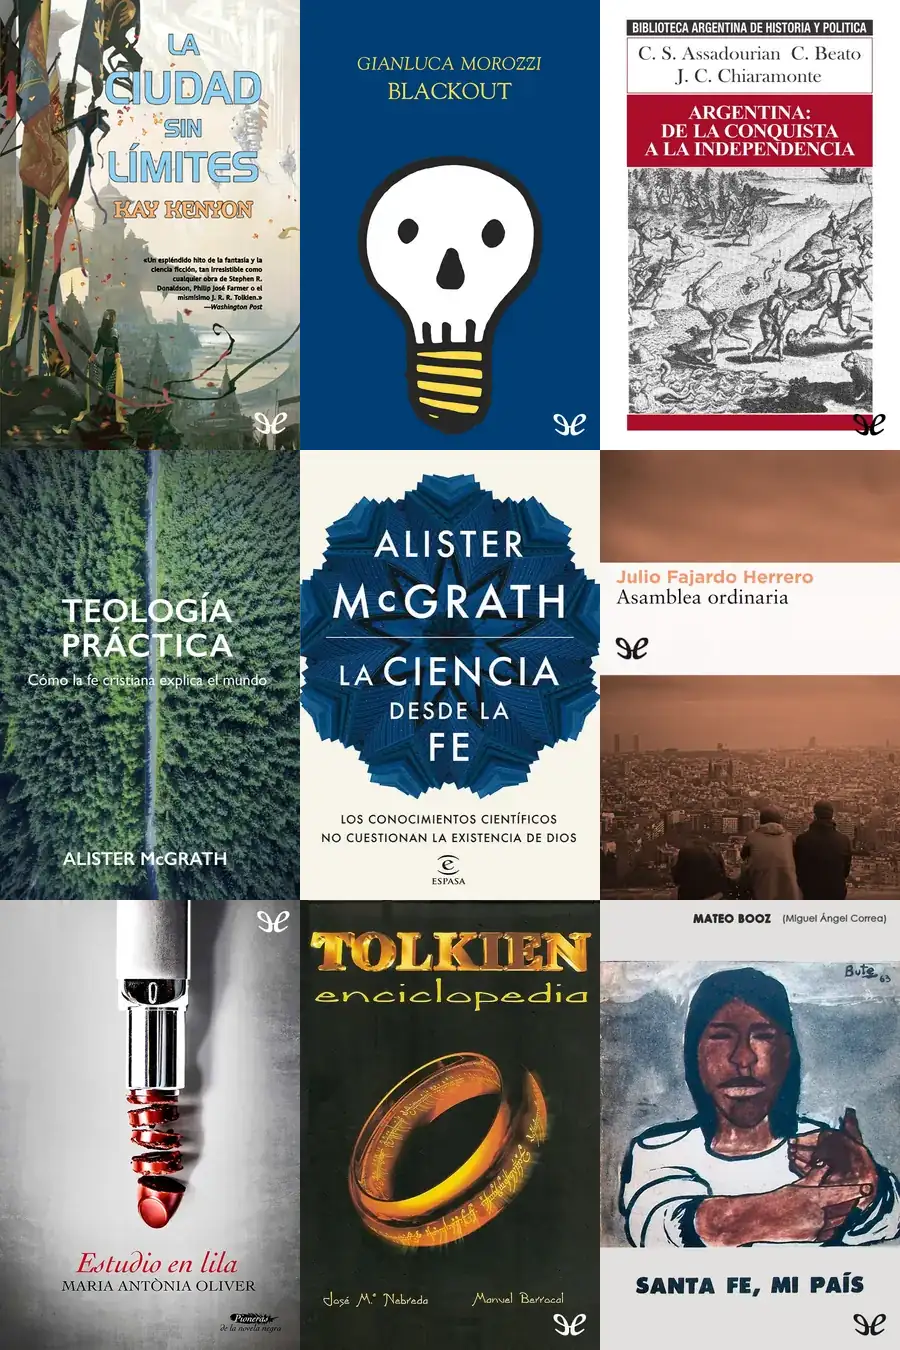 LA
CIUDAD
SIN
LÍMITES
KAY KENYON
«Un espléndido hito de la fantasía y la
ciencia ficción, tan irresistible como
cualquier obra de Stephen R.
Donaldson, Philip José Farmer o el
mismísimo J. R. R. Tolkien.»
—Washington Post
GIANLUCA MOROZZI
BLACKOUT
BIBLIOTECA ARGENTINA DE HISTORIA Y POLITICA
C. S. Assadourian C. Beato
J. C. Chiaramonte
ARGENTINA:
DE LA CONQUISTA
A LA INDEPENDENCIA
TEOLOGÍA
PRÁCTICA
Cómo la fe cristiana explica el mundo
ALISTER McGRATH
ALISTER
McGRATH
LA CIENCIA
DESDE LA
FE
LOS CONOCIMIENTOS CIENTÍFICOS
NO CUESTIONAN LA EXISTENCIA DE DIOS
ESPASA
Julio Fajardo Herrero
Asamblea ordinaria
Estudio en lila
MARIA ANTÒNIA OLIVER
Pioneras
de la novela negra
TOLKIEN
enciclopedia
José M.ª Nebreda
Manuel Berrocal
MATEO BOOZ (Miguel Ángel Correa)
Bute
63
SANTA FE, MI PAÍS